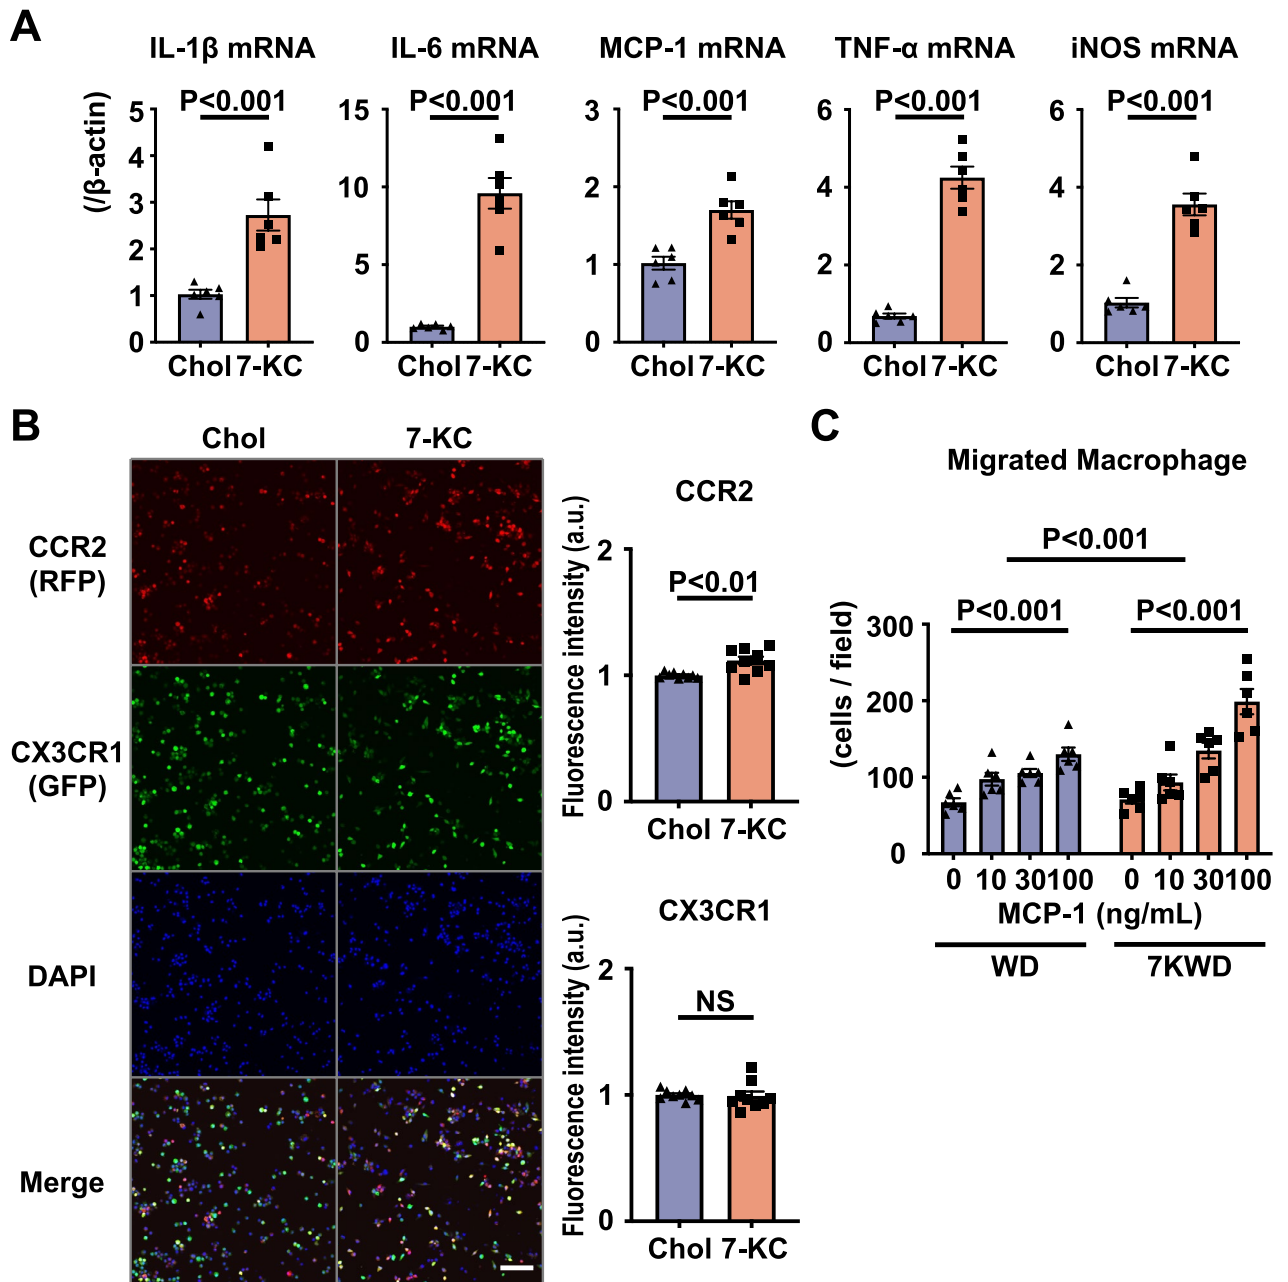 A
IL-1β mRNA
IL-6 mRNA
MCP-1 mRNA
TNF-α mRNA
iNOS mRNA
(/β-actin)
P<0.001
P<0.001
P<0.001
P<0.001
P<0.001
5
4
3
2
1
0
15
10
5
0
3
2
1
0
6
4
2
0
6
4
2
0
Chol 7-KC
Chol 7-KC
Chol 7-KC
Chol 7-KC
Chol 7-KC
B
Chol
7-KC
CCR2
(RFP)
CX3CR1
(GFP)
DAPI
Merge
CCR2
Fluorescence intensity (a.u.)
P<0.01
2
1
0
Chol 7-KC
CX3CR1
Fluorescence intensity (a.u.)
NS
2
1
0
Chol 7-KC
C
Migrated Macrophage
P<0.001
P<0.001
P<0.001
(cells / field)
300
200
100
0
0 10 30 100 0 10 30 100
MCP-1 (ng/mL)
WD
7KWD